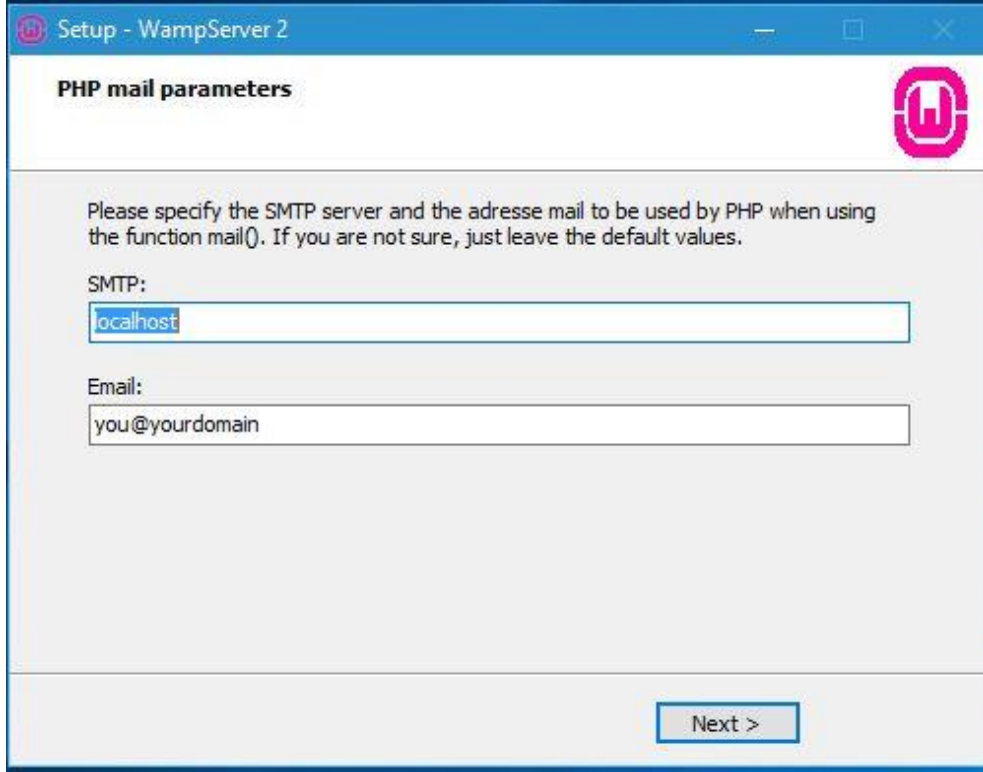 Setup - WampServer 2
PHP mail parameters
Please specify the SMTP server and the adresse mail to be used by PHP when using
the function mail(). If you are not sure, just leave the default values.
SMTP:
localhost
Email:
you@yourdomain
Next >